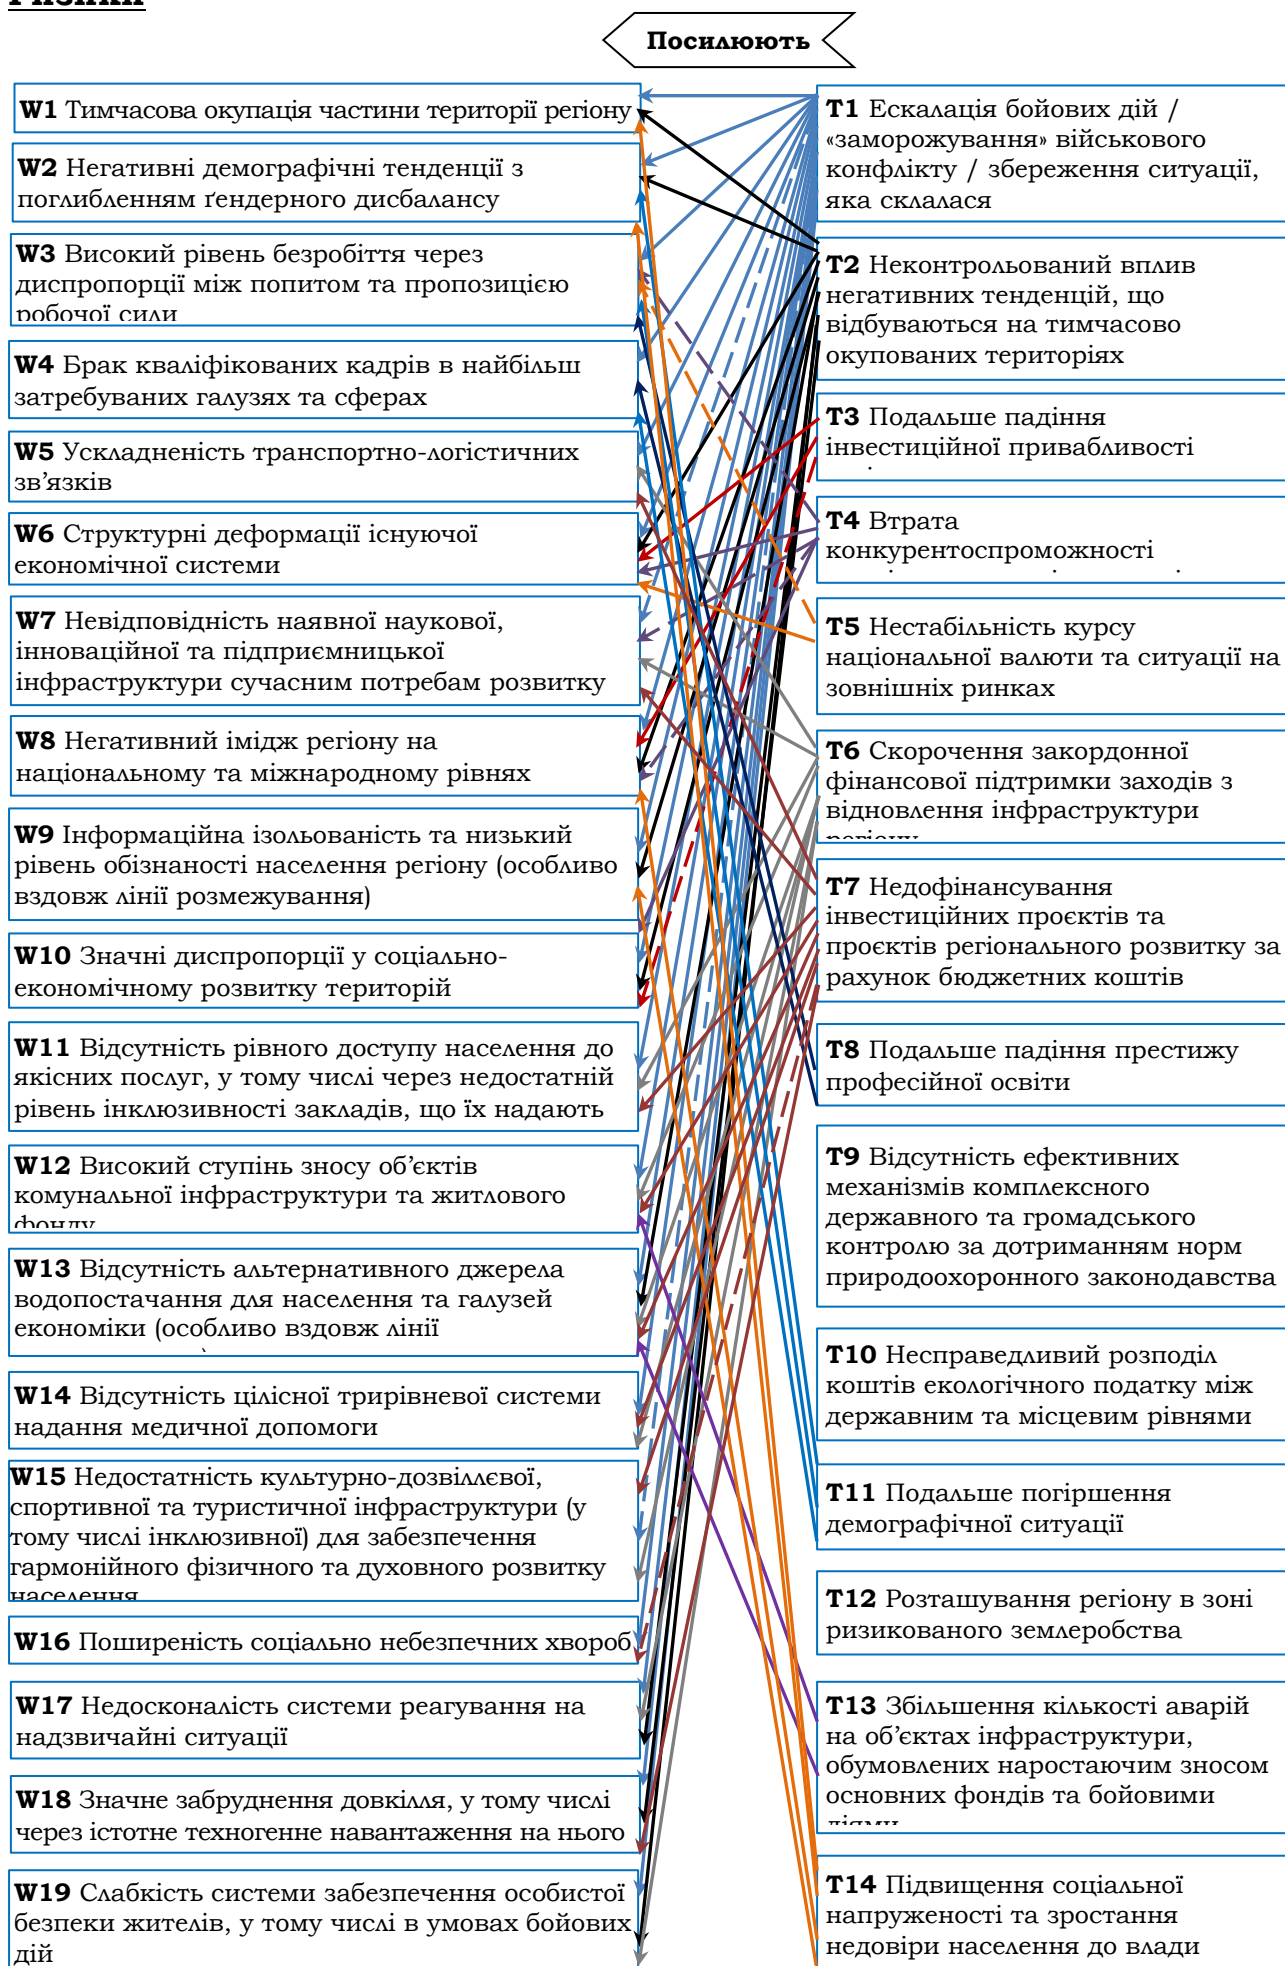 Ризики
Посилюють
W1 Тимчасова окупація частини території регіону
W2 Негативні демографічні тенденції з
поглибленням ґендерного дисбалансу
W3 Високий рівень безробіття через
диспропорції між попитом та пропозицією
робочої сили
W4 Брак кваліфікованих кадрів в найбільш
затребуваних галузях та сферах
W5 Ускладненість транспортно-логістичних
зв’язків
W6 Структурні деформації існуючої
економічної системи
W7 Невідповідність наявної наукової,
інноваційної та підприємницької
інфраструктури сучасним потребам розвитку
W8 Негативний імідж регіону на
національному та міжнародному рівнях
W9 Інформаційна ізольованість та низький
рівень обізнаності населення регіону (особливо
вздовж лінії розмежування)
W10 Значні диспропорції у соціально-
економічному розвитку територій
W11 Відсутність рівного доступу населення до
якісних послуг, у тому числі через недостатній
рівень інклюзивності закладів, що їх надають
W12 Високий ступінь зносу об’єктів
комунальної інфраструктури та житлового
фонду
W13 Відсутність альтернативного джерела
водопостачання для населення та галузей
економіки (особливо вздовж лінії
W14 Відсутність цілісної трирівневої системи
надання медичної допомоги
W15 Недостатність культурно-дозвіллєвої,
спортивної та туристичної інфраструктури (у
тому числі інклюзивної) для забезпечення
гармонійного фізичного та духовного розвитку
населення
W16 Поширеність соціально небезпечних хвороб
W17 Недосконалість системи реагування на
надзвичайні ситуації
W18 Значне забруднення довкілля, у тому числі
через істотне техногенне навантаження на нього
W19 Слабкість системи забезпечення особистої
безпеки жителів, у тому числі в умовах бойових
дій
T1 Ескалація бойових дій /
«заморожування» військового
конфлікту / збереження ситуації,
яка склалася
T2 Неконтрольований вплив
негативних тенденцій, що
відбуваються на тимчасово
окупованих територіях
T3 Подальше падіння
інвестиційної привабливості
T4 Втрата
конкурентоспроможності
T5 Нестабільність курсу
національної валюти та ситуації на
зовнішніх ринках
T6 Скорочення закордонної
фінансової підтримки заходів з
відновлення інфраструктури
регіону
T7 Недофінансування
інвестиційних проєктів та
проєктів регіонального розвитку за
рахунок бюджетних коштів
T8 Подальше падіння престижу
професійної освіти
T9 Відсутність ефективних
механізмів комплексного
державного та громадського
контролю за дотриманням норм
природоохоронного законодавства
T10 Несправедливий розподіл
коштів екологічного податку між
державним та місцевим рівнями
T11 Подальше погіршення
демографічної ситуації
T12 Розташування регіону в зоні
ризикованого землеробства
T13 Збільшення кількості аварій
на об’єктах інфраструктури,
обумовлених наростаючим зносом
основних фондів та бойовими
діями
T14 Підвищення соціальної
напруженості та зростання
недовіри населення до влади